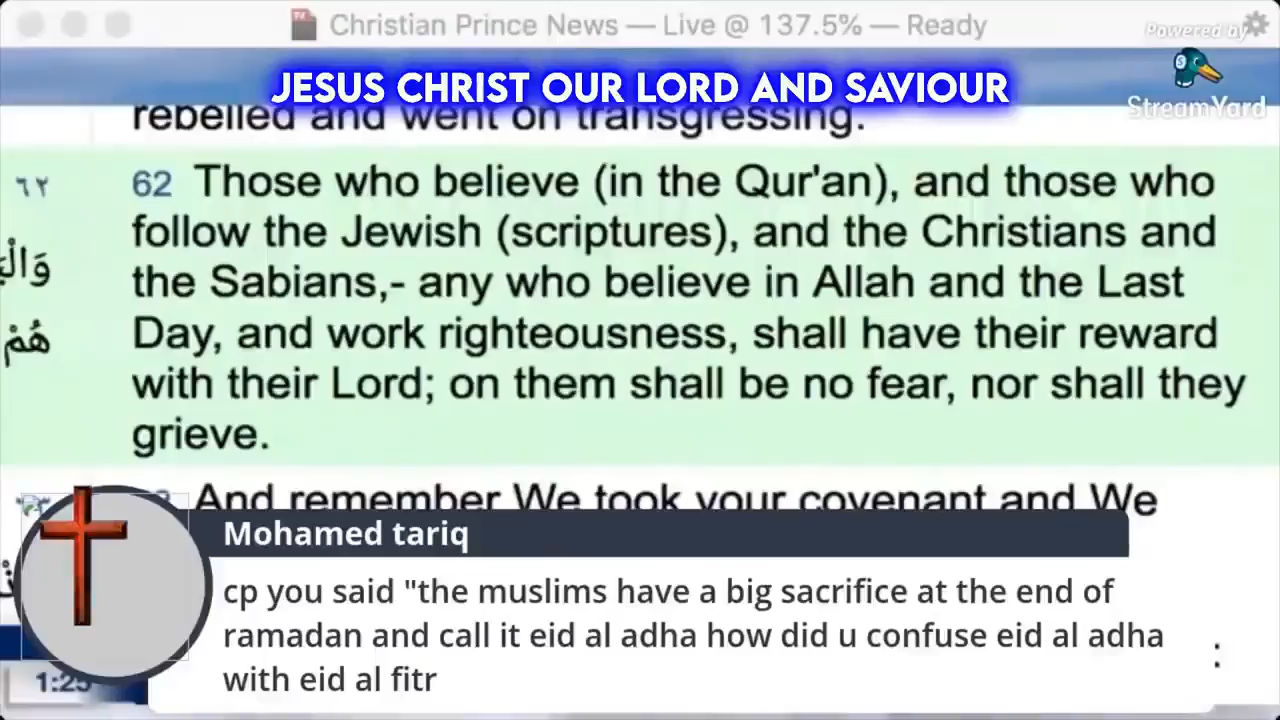 Christian Prince News — Live @ 137.5% — Ready
Powered by
StreamYard
JESUS CHRIST OUR LORD AND SAVIOUR
rebelled and went on transgressing.
٦٢
62 Those who believe (in the Qur'an), and those who
follow the Jewish (scriptures), and the Christians and
the Sabians,- any who believe in Allah and the Last
Day, and work righteousness, shall have their reward
with their Lord; on them shall be no fear, nor shall they
grieve.
هُمْ
And remember We took your covenant and We
Mohamed tariq
cp you said "the muslims have a big sacrifice at the end of
ramadan and call it eid al adha how did u confuse eid al adha
with eid al fitr
1:25